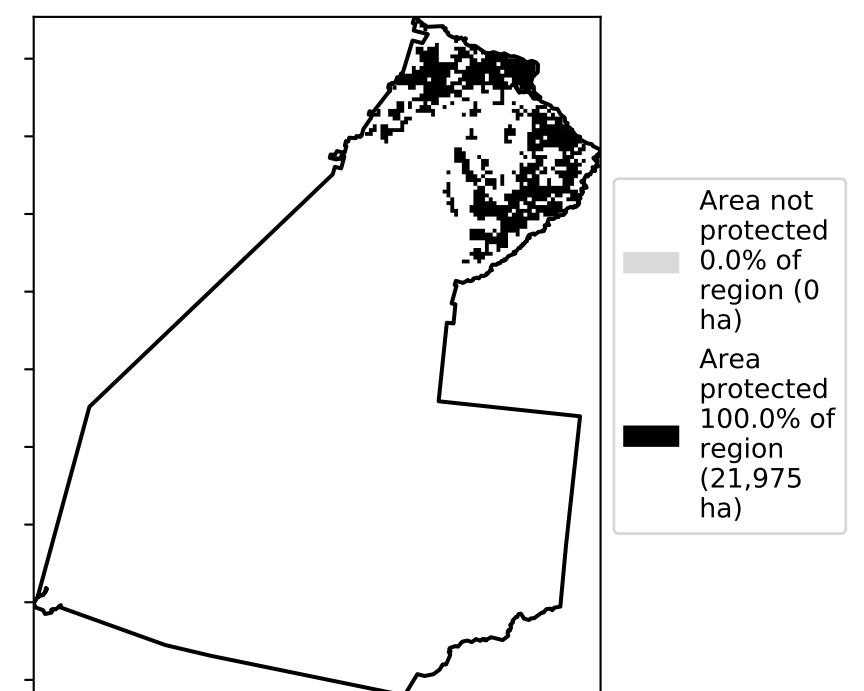 Area not
protected
0.0% of
region (0
ha)
Area
protected
100.0% of
region
(21,975
ha)